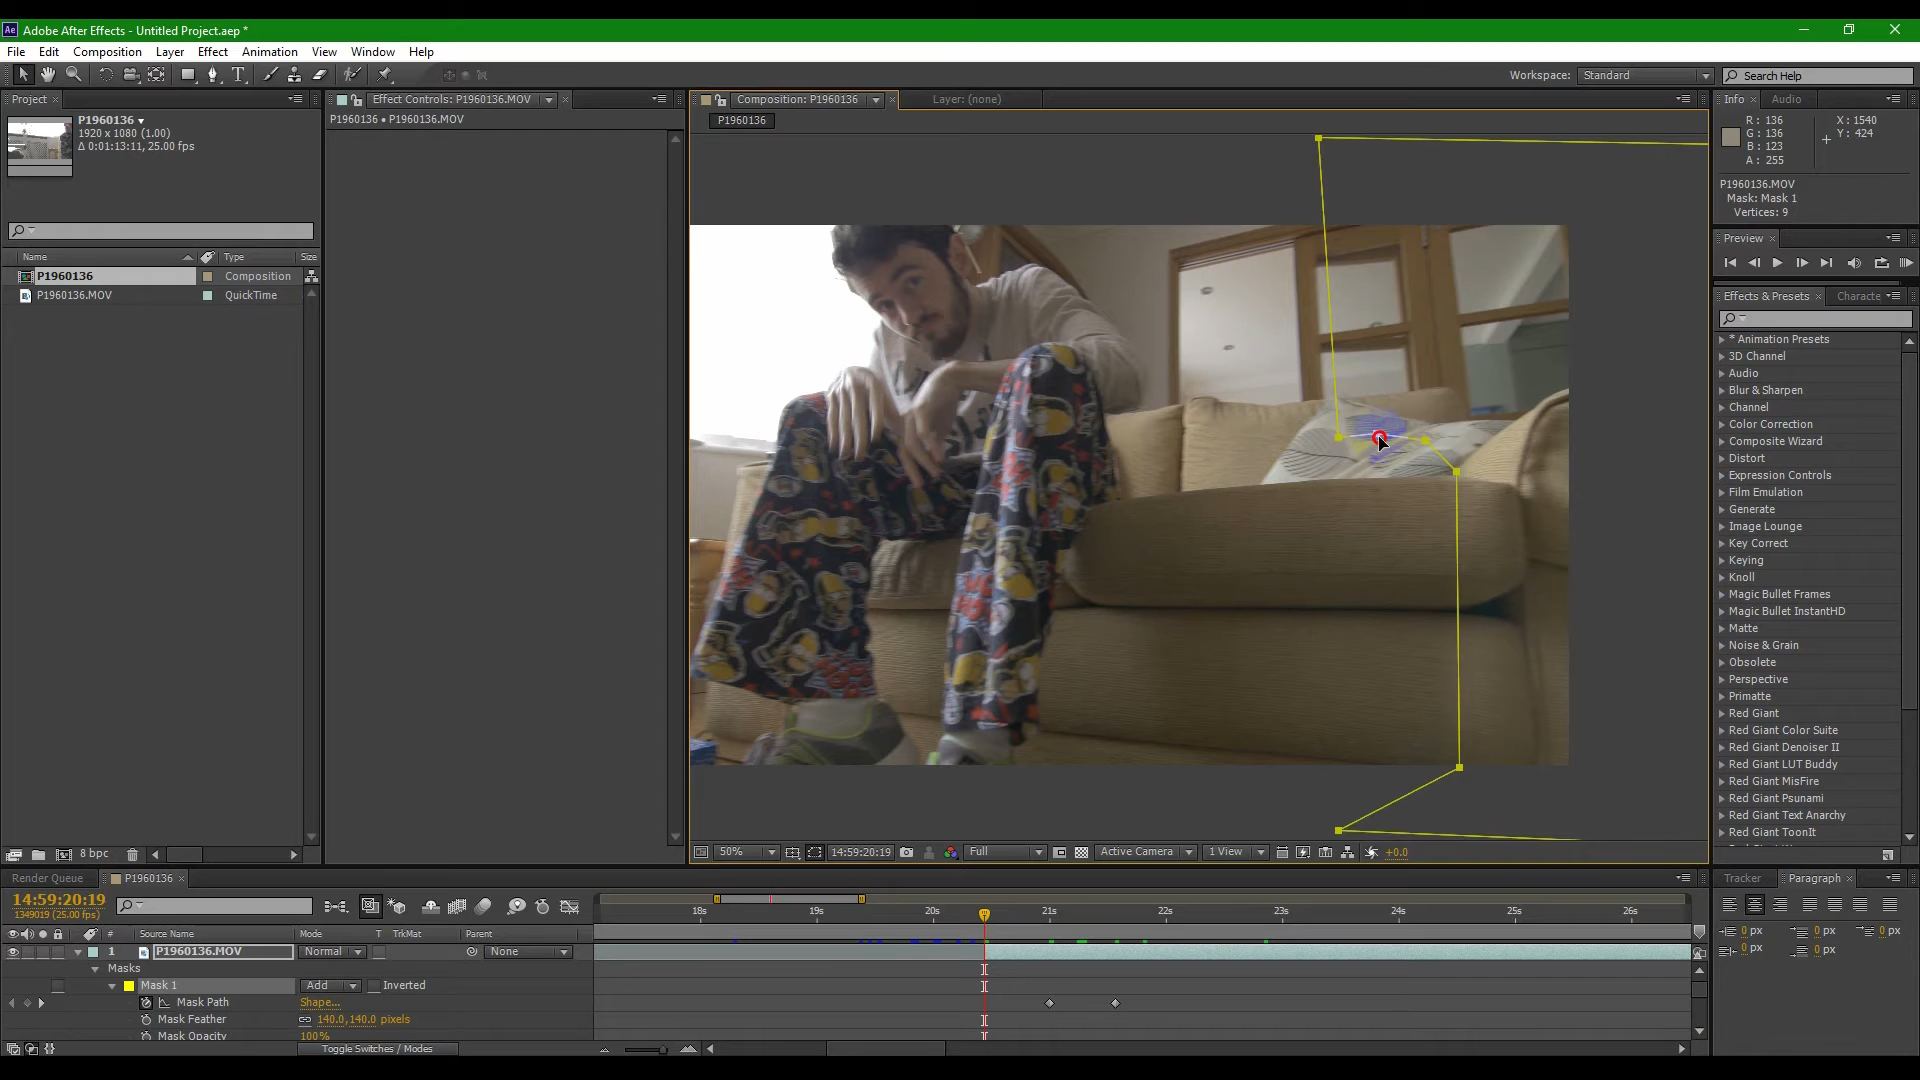 Adobe After Effects - Untitled Project.aep *
File Edit Composition Layer Effect Animation View Window Help
Workspace: Standard Search Help
Project Effect Controls: P1960136.MOV Composition: P1960136 Layer: (none) Info Audio
P1960136
1920 x 1080 (1.00)
Δ 0:01:13:11, 25.00 fps
P1960136 • P1960136.MOV
P1960136
R : 136 X : 1540
G : 136 Y : 424
B : 123
A : 255
P1960136.MOV
Mask: Mask 1
Vertices: 9
Preview
Name Type Size
P1960136 Composition
P1960136.MOV QuickTime
Effects & Presets Characte
* Animation Presets
3D Channel
Audio
Blur & Sharpen
Channel
Color Correction
Composite Wizard
Distort
Expression Controls
Film Emulation
Generate
Image Lounge
Key Correct
Keying
Knoll
Magic Bullet Frames
Magic Bullet InstantHD
Matte
Noise & Grain
Obsolete
Perspective
Primatte
Red Giant
Red Giant Color Suite
Red Giant Denoiser II
Red Giant LUT Buddy
Red Giant MisFire
Red Giant Psunami
Red Giant Text Anarchy
Red Giant ToonIt
8 bpc
50% 14:59:20:19 Full Active Camera 1 View +0.0
Render Queue P1960136 Tracker Paragraph
14:59:20:19
1349019 (25.00 fps)
18s 19s 20s 21s 22s 23s 24s 25s 26s
Source Name Mode T TrkMat Parent
1 P1960136.MOV Normal None
Masks
Mask 1 Add Inverted
Mask Path Shape...
Mask Feather 140.0,140.0 pixels
Mask Opacity 100%
Toggle Switches / Modes
0 px 0 px 0 px
0 px 0 px